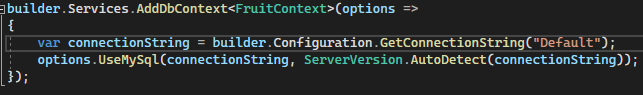 builder.Services.AddDbContext<FruitContext>(options =>
{
    var connectionString = builder.Configuration.GetConnectionString("Default");
    options.UseMySql(connectionString, ServerVersion.AutoDetect(connectionString));
});